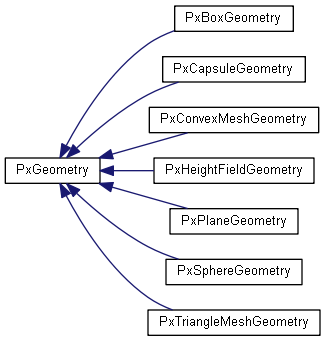 PxBoxGeometry
PxCapsuleGeometry
PxConvexMeshGeometry
PxGeometry
PxHeightFieldGeometry
PxPlaneGeometry
PxSphereGeometry
PxTriangleMeshGeometry